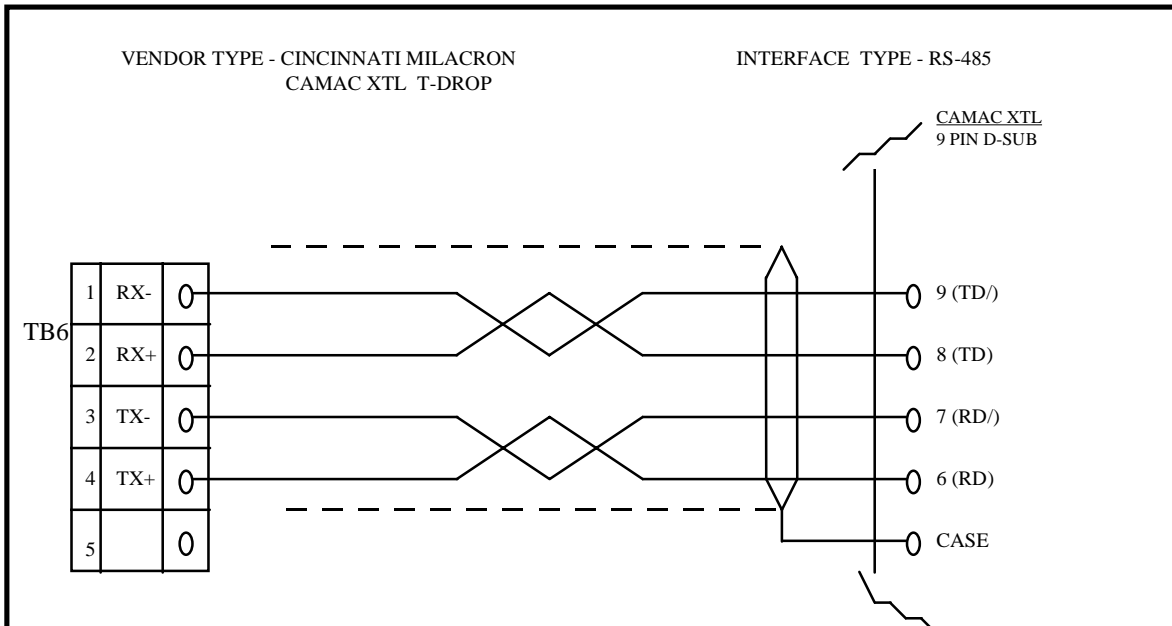 VENDOR TYPE - CINCINNATI MILACRON
CAMAC XTL T-DROP
INTERFACE TYPE - RS-485
CAMAC XTL
9 PIN D-SUB
TB6
1 RX-
2 RX+
3 TX-
4 TX+
5
9 (TD/)
8 (TD)
7 (RD/)
6 (RD)
CASE